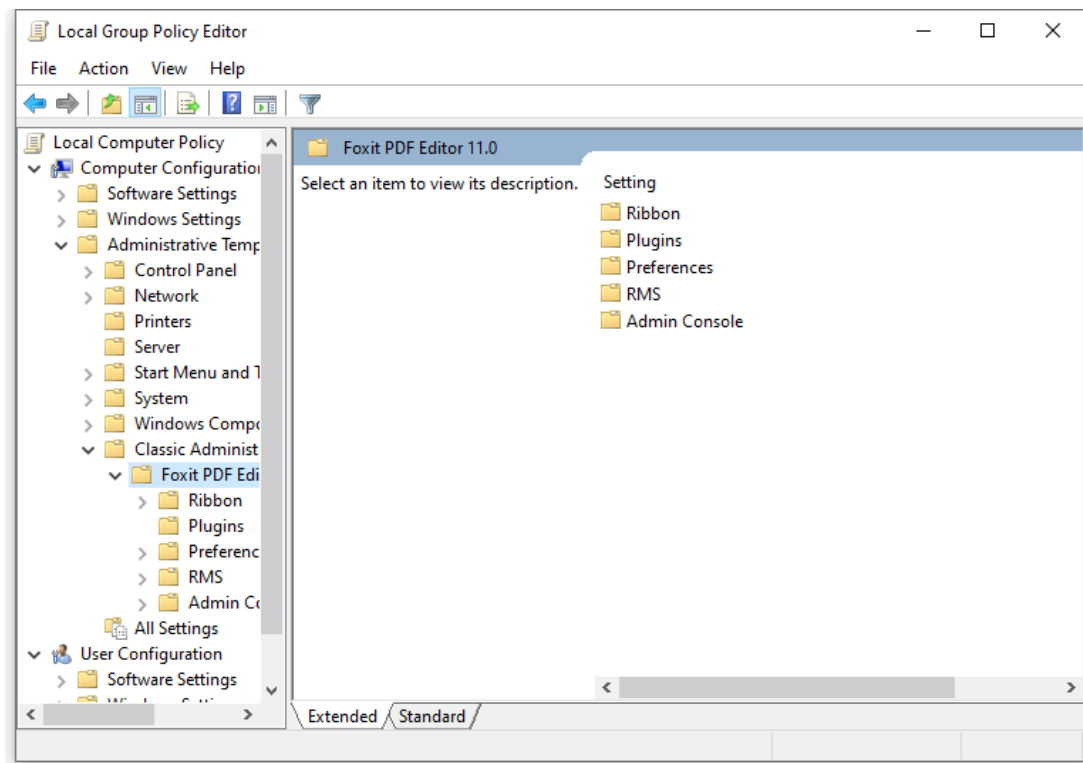 Local Group Policy Editor
File Action View Help
Local Computer Policy
Computer Configuration
Software Settings
Windows Settings
Administrative Temp
Control Panel
Network
Printers
Server
Start Menu and T
System
Windows Compo
Classic Administ
Foxit PDF Edi
Ribbon
Plugins
Preferenc
RMS
Admin Co
All Settings
User Configuration
Software Settings
Foxit PDF Editor 11.0
Select an item to view its description.
Setting
Ribbon
Plugins
Preferences
RMS
Admin Console
Extended Standard